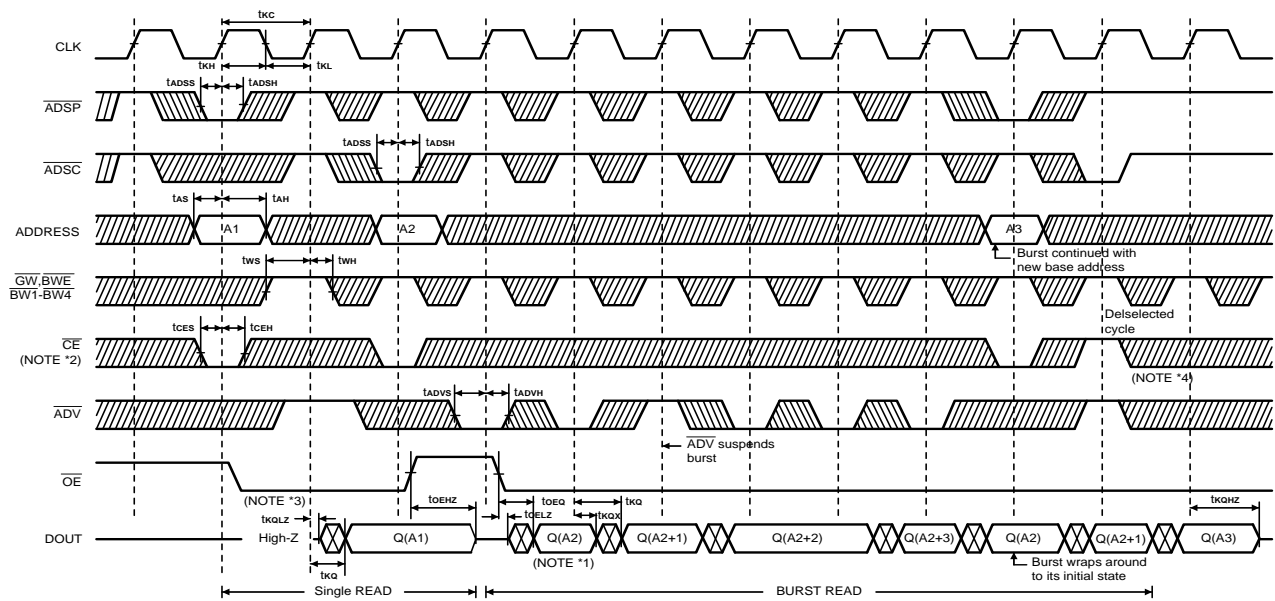 tKC
CLK
tKH
tKL
tADSS
tADSH
ADSP
tADSS
tADSH
ADSC
tAS
tAH
ADDRESS
A1
A2
A3
Burst continued with
new base address
tWS
tWH
GW,BWE
BW1-BW4
Delselected
cycle
tCES
tCEH
CE
(NOTE *2)
(NOTE *4)
tADVS
tADVH
ADV
ADV suspends
burst
OE
(NOTE *3)
tOEHZ
tOEQ
tKQ
tOELZ
tKQX
tKQLZ
tKQHZ
DOUT
High-Z
Q(A1)
Q(A2)
Q(A2+1)
Q(A2+2)
Q(A2+3)
Q(A2)
Q(A2+1)
Q(A3)
(NOTE *1)
tKQ
Burst wraps around
to its initial state
Single READ
BURST READ